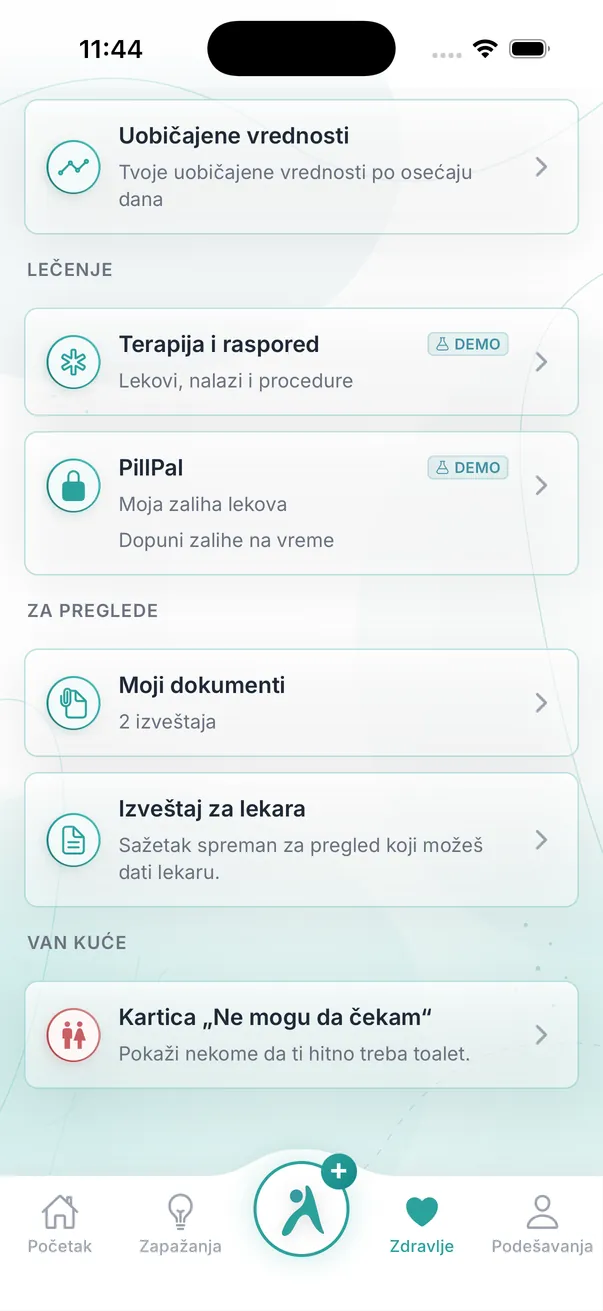 11:44
Uobičajene vrednosti
Tvoje uobičajene vrednosti po osećaju
dana
LEČENJE
Terapija i raspored
DEMO
Lekovi, nalazi i procedure
PillPal
DEMO
Moja zaliha lekova
Dopuni zalihe na vreme
ZA PREGLEDE
Moji dokumenti
2 izveštaja
Izveštaj za lekara
Sažetak spreman za pregled koji možeš
dati lekaru.
VAN KUĆE
Kartica „Ne mogu da čekam“
Pokaži nekome da ti hitno treba toalet.
Početak
Zapažanja
Zdravlje
Podešavanja